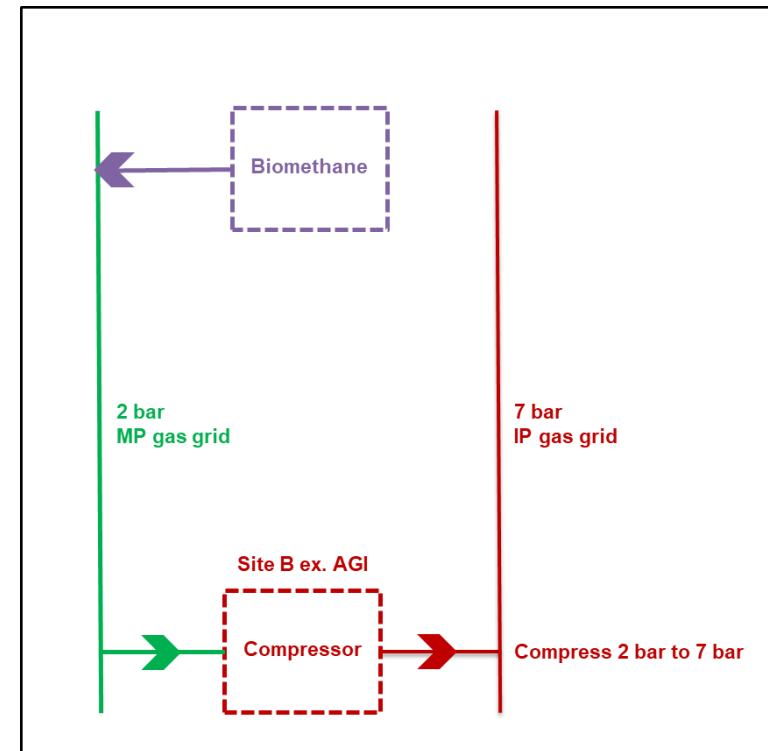 Biomethane
2 bar
MP gas grid
7 bar
IP gas grid
Site B ex. AGI
Compressor
Compress 2 bar to 7 bar